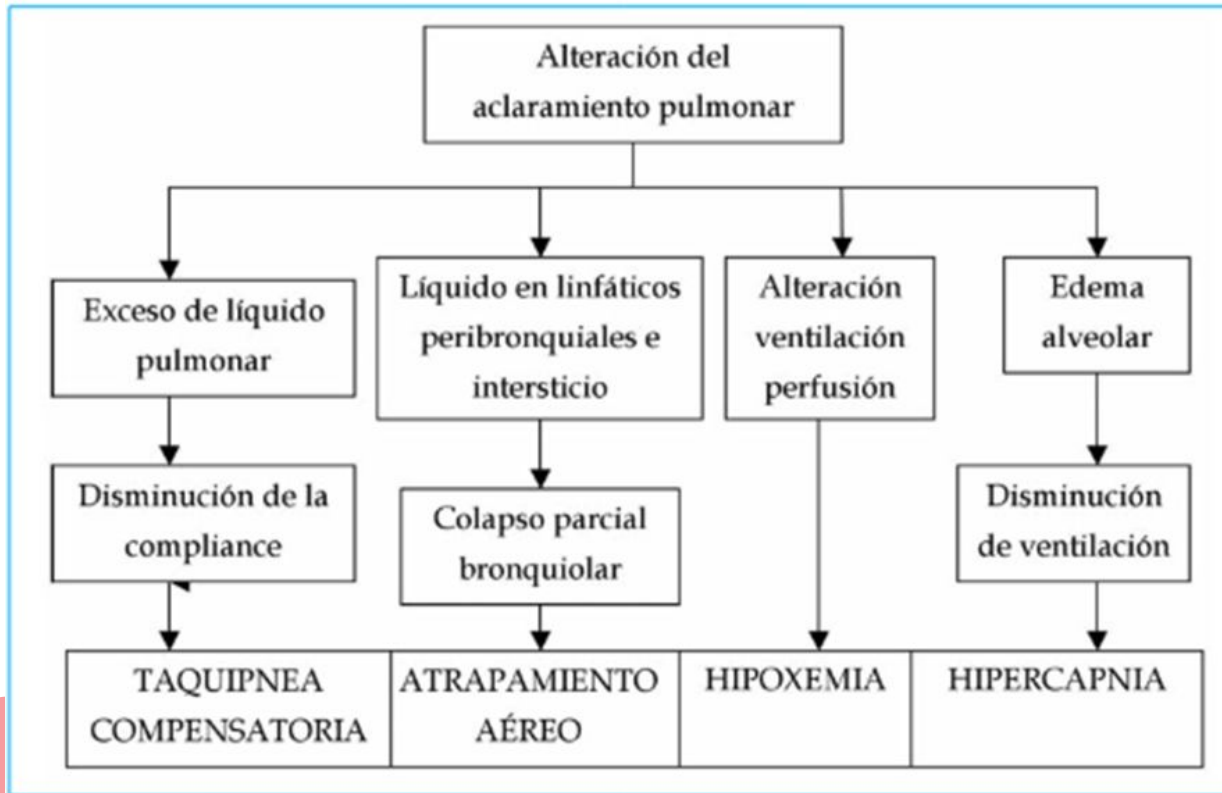 Alteración del
aclaramiento pulmonar
Exceso de líquido
pulmonar
Líquido en linfáticos
peribronquiales e
intersticio
Alteración
ventilación
perfusión
Edema
alveolar
Disminución de la
compliance
Colapso parcial
bronquiolar
Disminución
de ventilación
TAQUIPNEA
COMPENSATORIA
ATRAPAMIENTO
AÉREO
HIPOXEMIA
HIPERCAPNIA